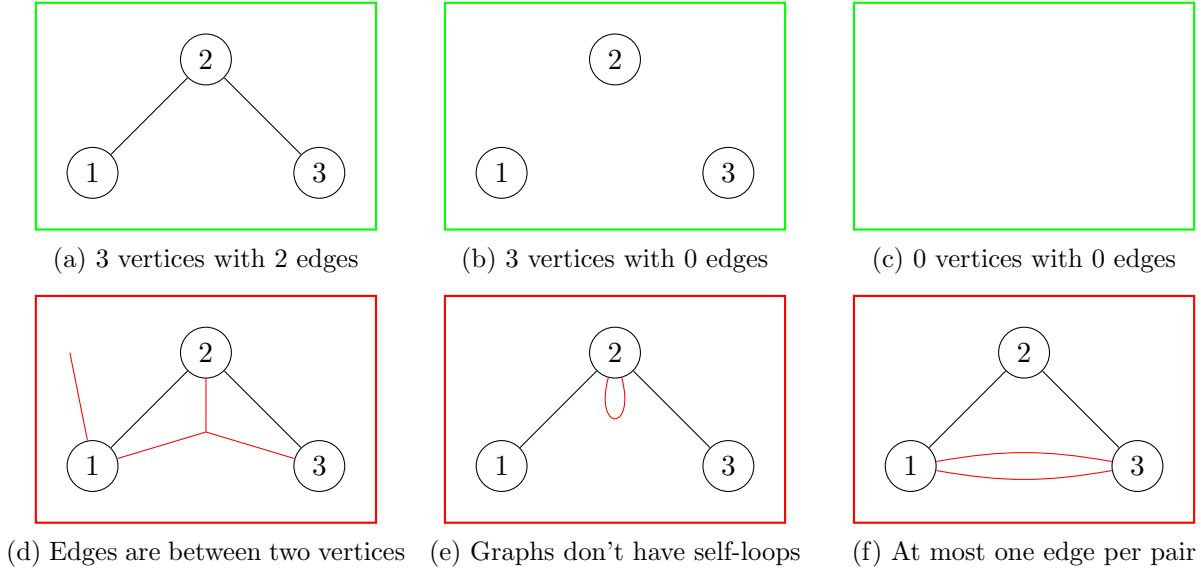 2
1
3
2
1
3
(a) 3 vertices with 2 edges
(b) 3 vertices with 0 edges
(c) 0 vertices with 0 edges
2
1
3
2
1
3
2
1
3
(d) Edges are between two vertices
(e) Graphs don't have self-loops
(f) At most one edge per pair